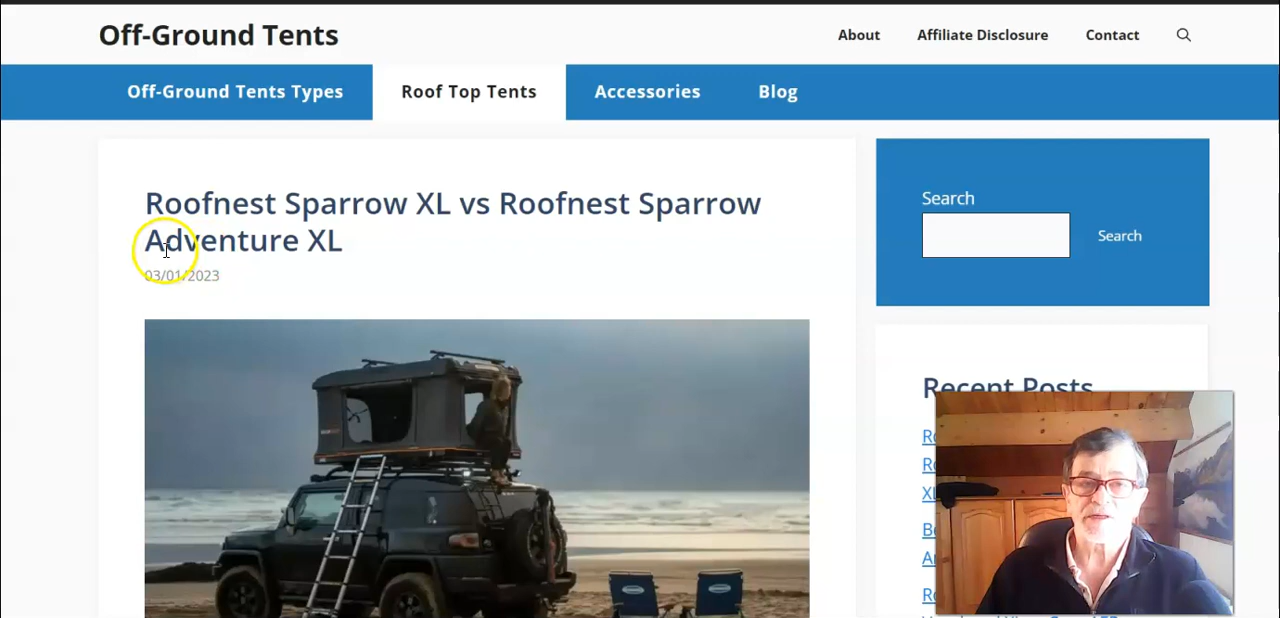 Off-Ground Tents
About Affiliate Disclosure Contact
Off-Ground Tents Types Roof Top Tents Accessories Blog
Roofnest Sparrow XL vs Roofnest Sparrow
Adventure XL
03/01/2023
Search
Search
Recent Posts